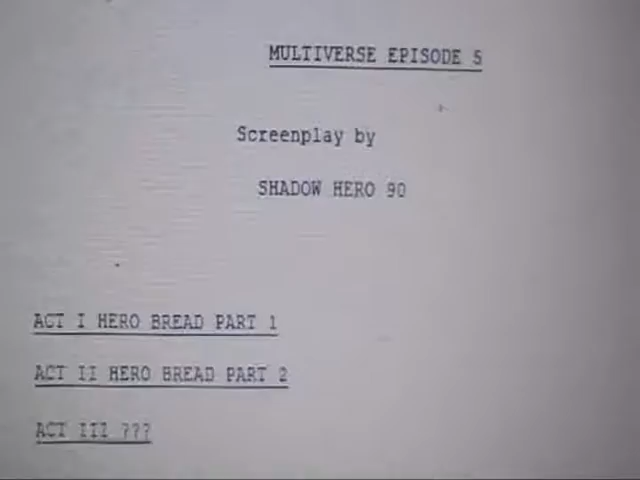 MULTIVERSE EPISODE 5
Screenplay by
SHADOW HERO 90
ACT I HERO BREAD PART 1
ACT II HERO BREAD PART 2
ACT III ???